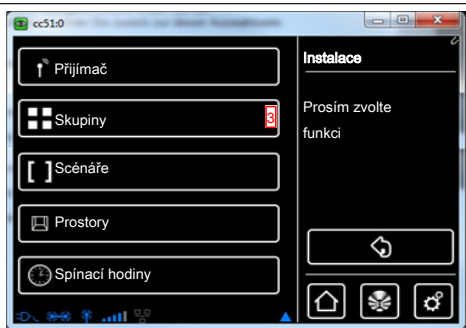 cc51:0
Přijímač
Skupiny
3
Scénáře
Prostory
Spínací hodiny
Instalace
Prosím zvolte
funkci